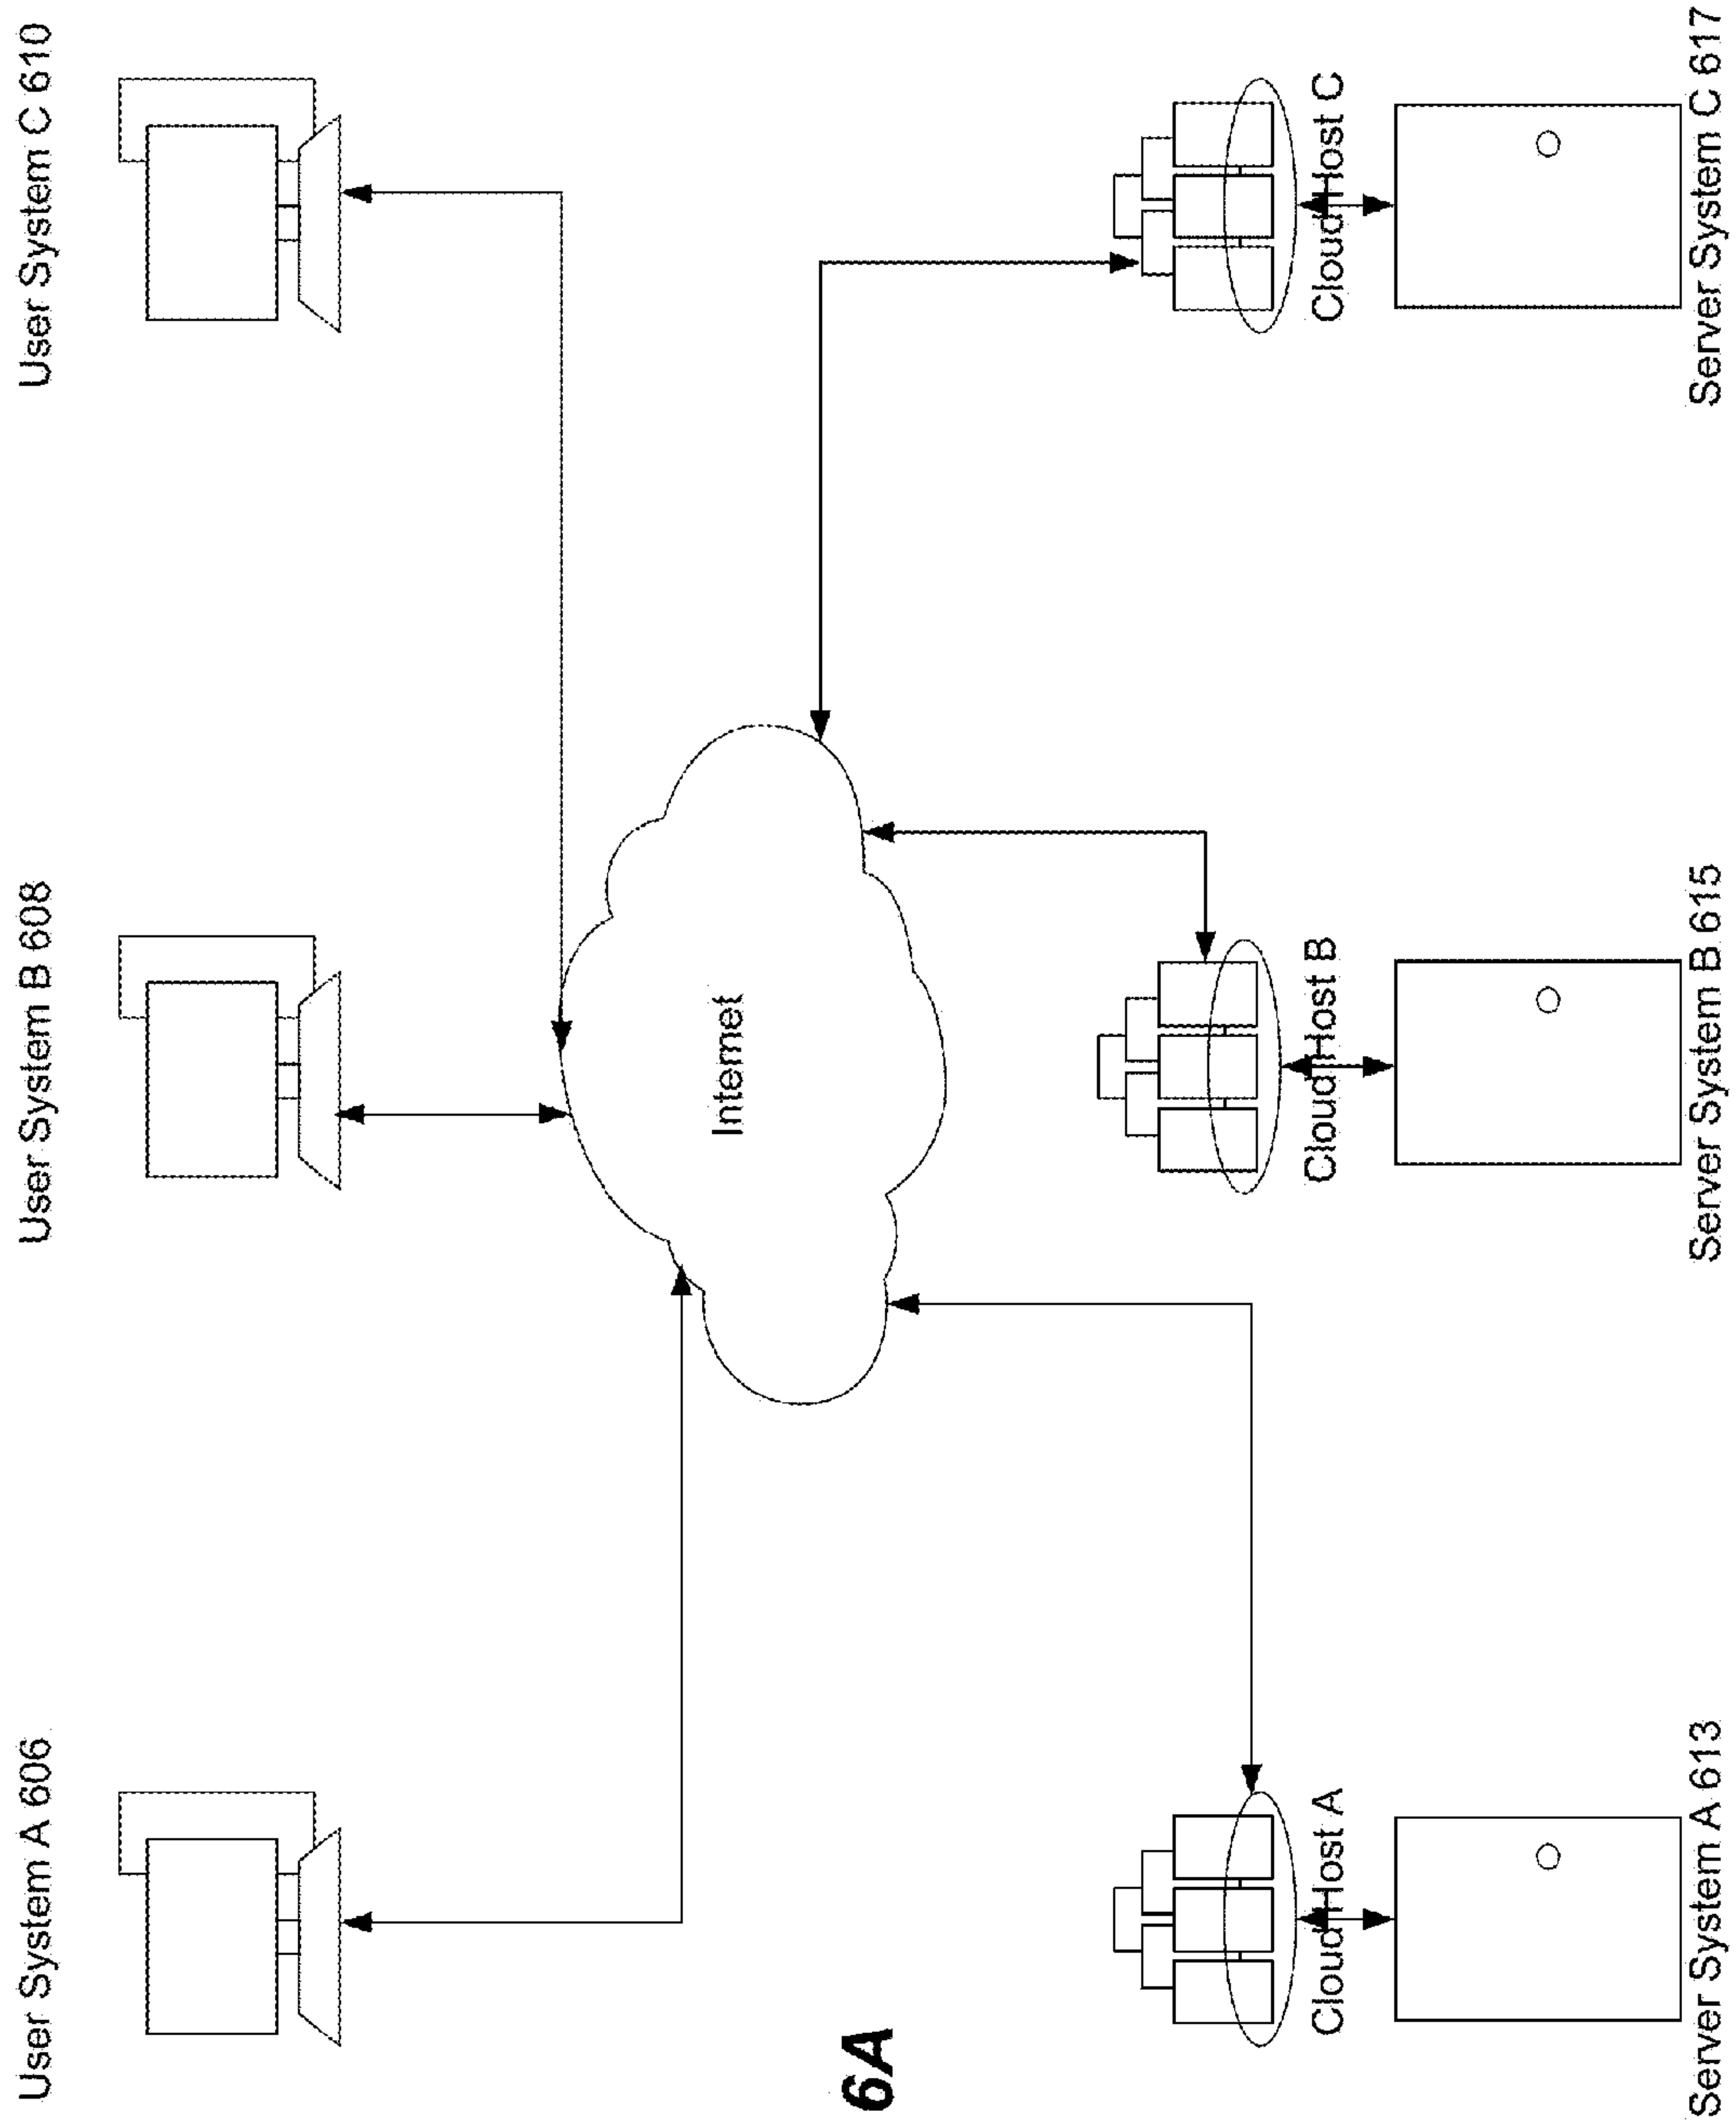 User System A 606
User System B 608
User System C 610
Internet
6A
Cloud Host A
Cloud Host B
Cloud Host C
Server System A 613
Server System B 615
Server System C 617